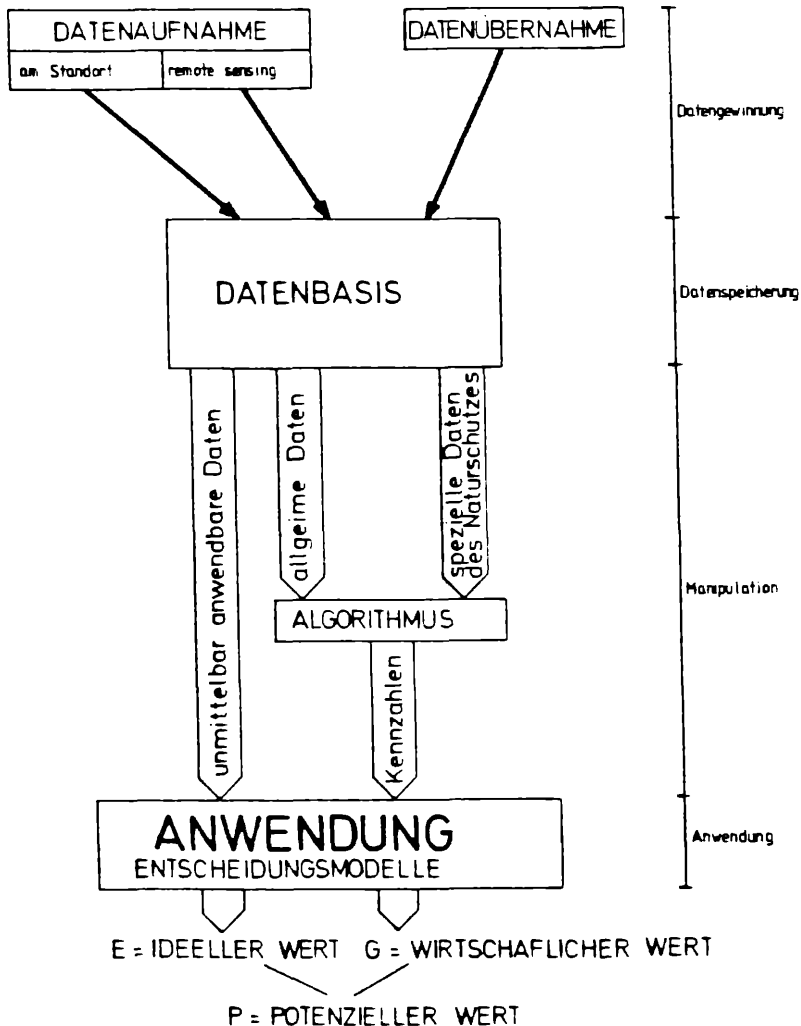 DATENAUFNAHME
am Standort
remote sensing
DATENÜBERNAHME
Datengewinnung
DATENBASIS
Datenspeicherung
unmittelbar anwendbare Daten
allgeime Daten
spezielle Daten
des Naturschutzes
ALGORITHMUS
Manipulation
Kennzahlen
ANWENDUNG
ENTSCHEIDUNGSMODELLE
Anwendung
E = IDEELLER WERT G = WIRTSCHAFLICHER WERT
P = POTENZIELLER WERT